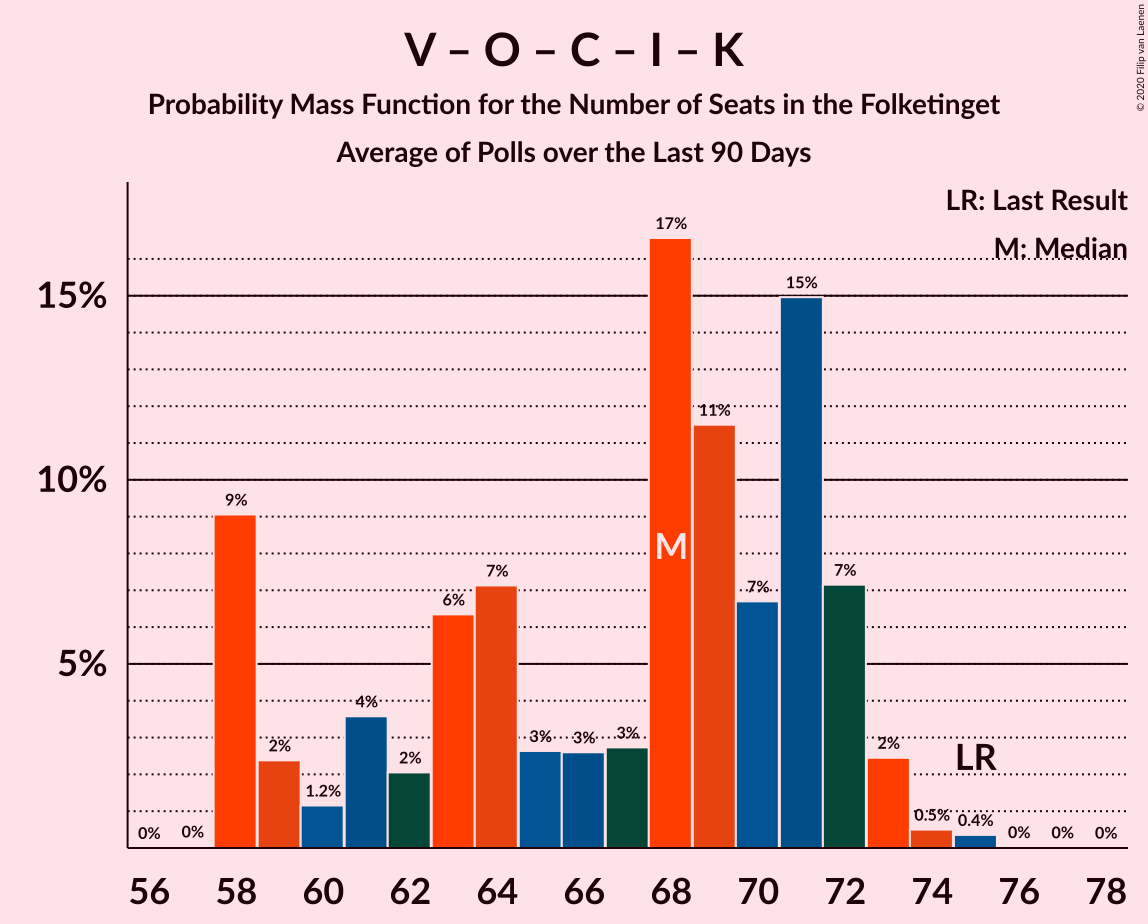 V – O – C – I – K
Probability Mass Function for the Number of Seats in the Folketinget
Average of Polls over the Last 90 Days
© 2020 Filip van Laenen
LR: Last Result
M: Median
15%
10%
5%
0%
0%
9%
2%
1.2%
4%
2%
6%
7%
3%
3%
3%
17%
11%
7%
15%
7%
2%
0.5%
0.4%
0%
0%
0%
M
LR
56 58 60 62 64 66 68 70 72 74 76 78